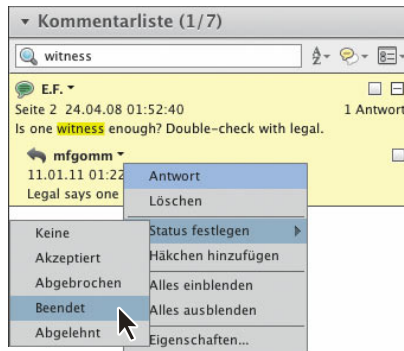 Kommentarliste (1/7)
witness
E.F.
Seite 2 24.04.08 01:52:40 1 Antwort
Is one witness enough? Double-check with legal.
mfgomm
11.01.11 01:22
Legal says one
Antwort
Löschen
Status festlegen
Häkchen hinzufügen
Alles einblenden
Alles ausblenden
Eigenschaften...
Keine
Akzeptiert
Abgebrochen
Beendet
Abgelehnt